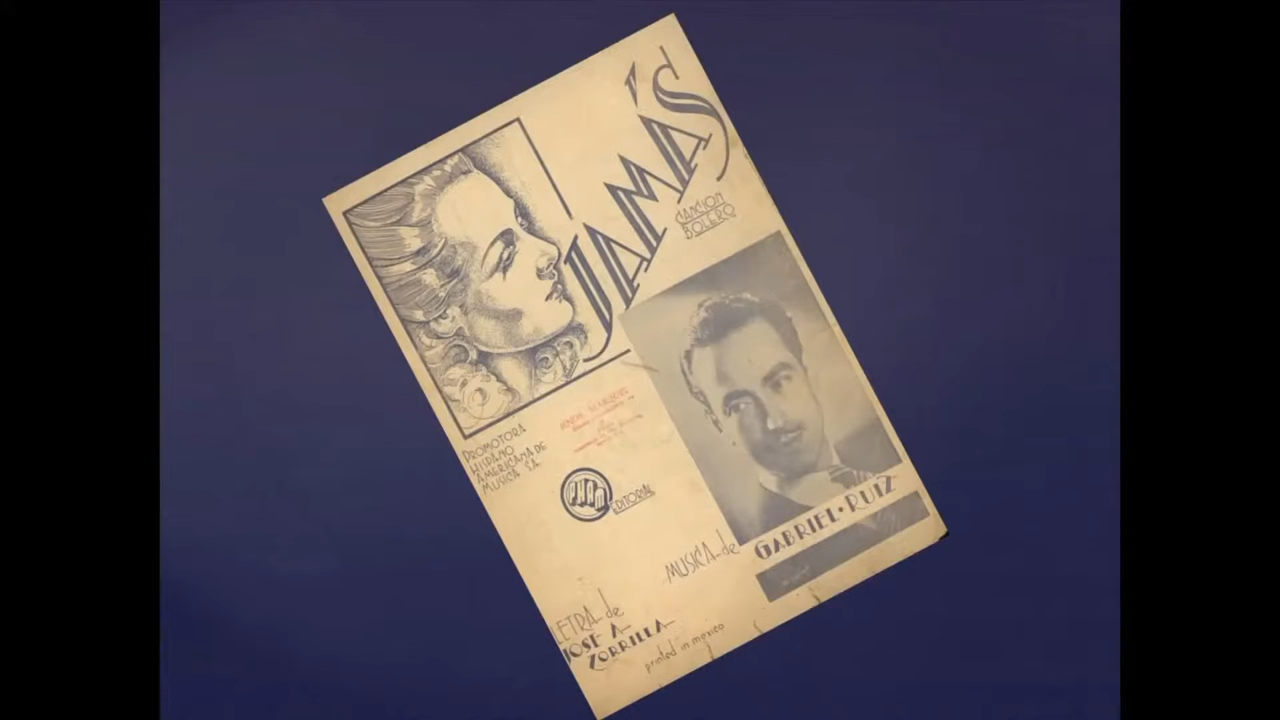 JAMÁS
CANCION
BOLERO
PROMOTORA
HISPANO
AMERICANA DE
MUSICA S.A.
PHAM
EDITORIAL
MUSICA de
GABRIEL · RUIZ
LETRA de
JOSE A.
ZORRILLA
printed in mexico